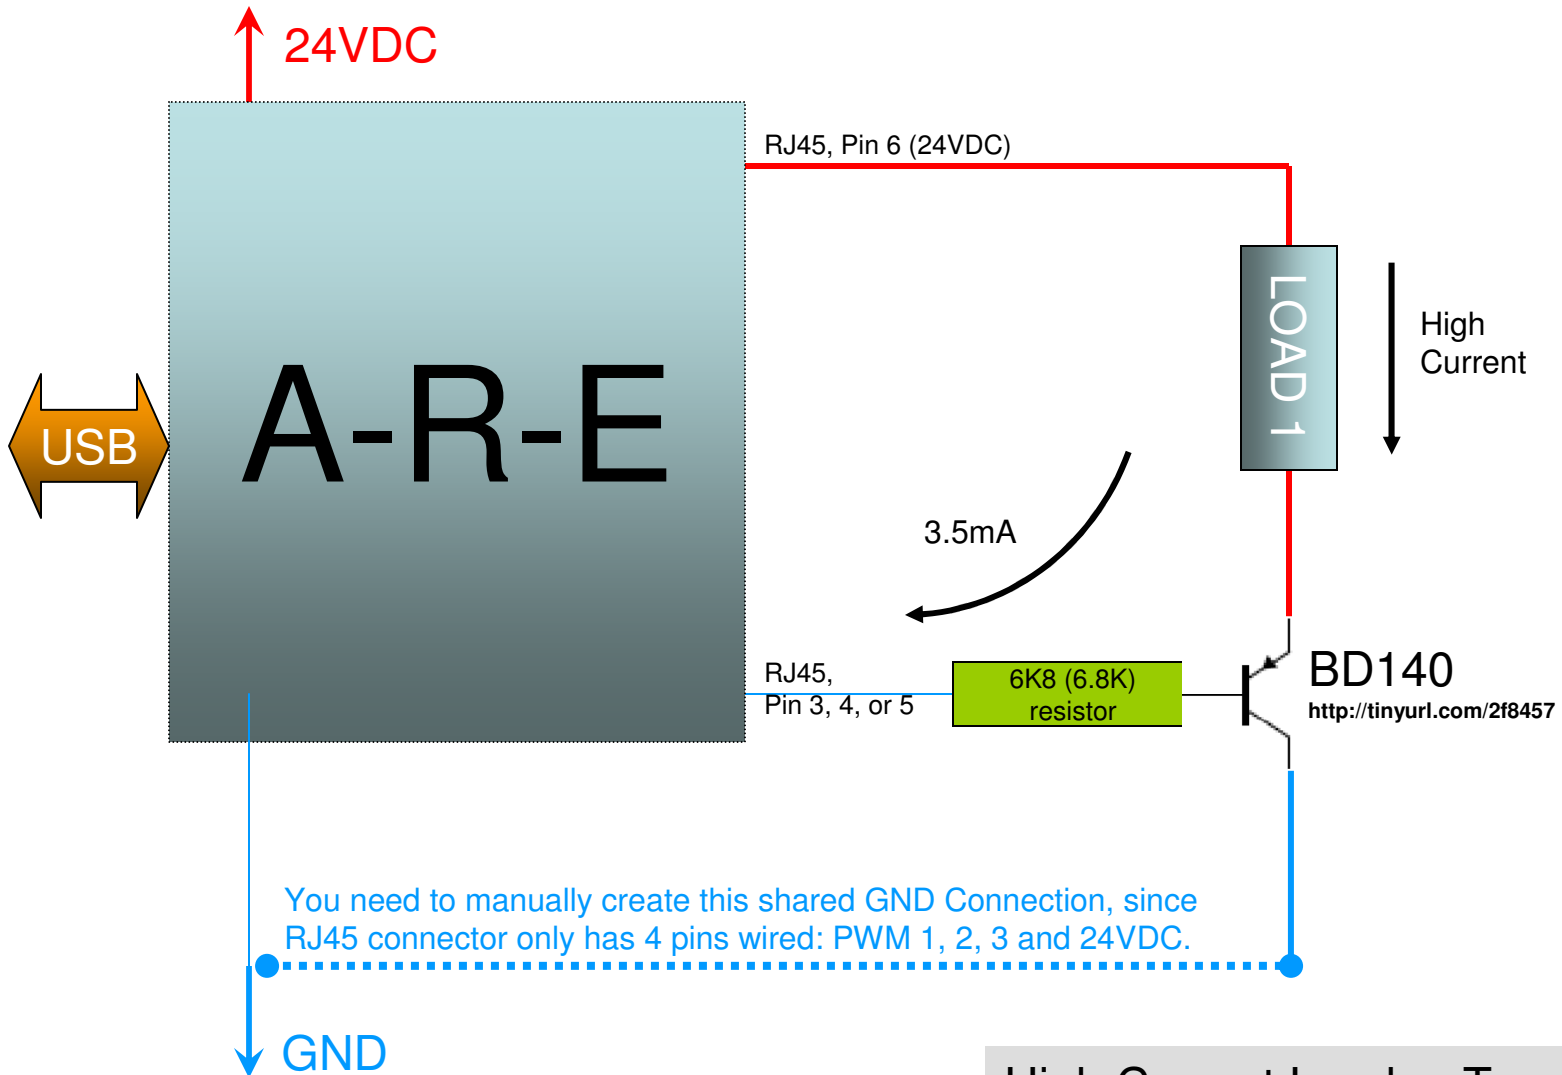 24VDC
RJ45, Pin 6 (24VDC)
LOAD 1
High
Current
A-R-E
USB
3.5mA
RJ45,
Pin 3, 4, or 5
6K8 (6.8K)
resistor
BD140
http://tinyurl.com/2f8457
You need to manually create this shared GND Connection, since
RJ45 connector only has 4 pins wired: PWM 1, 2, 3 and 24VDC.
GND
High Current